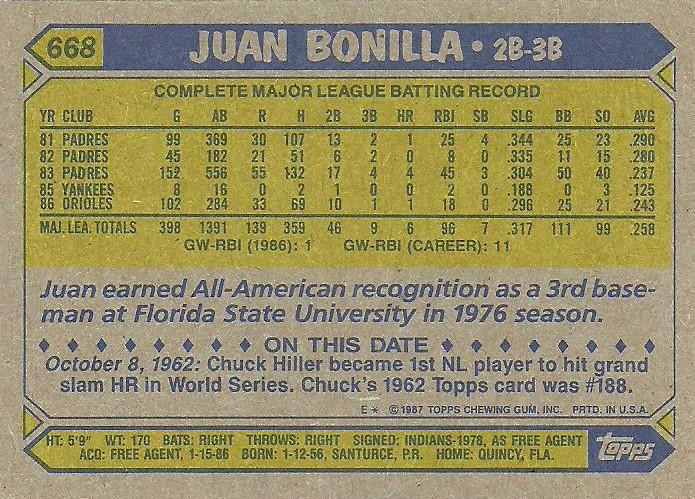 668 JUAN BONILLA • 2B-3B
COMPLETE MAJOR LEAGUE BATTING RECORD
YR CLUB G AB R H 2B 3B HR RBI SB SLG BB SO AVG
81 PADRES 99 369 30 107 13 2 1 25 4 .344 25 23 .290
82 PADRES 45 182 21 51 6 2 0 8 0 .335 11 15 .280
83 PADRES 152 556 55 132 17 4 4 45 3 .304 50 40 .237
85 YANKEES 8 16 0 2 1 0 0 2 0 .188 0 3 .125
86 ORIOLES 102 284 33 69 10 1 1 18 0 .296 25 21 .243
MAJ. LEA. TOTALS 398 1391 139 359 46 9 6 96 7 .317 111 99 .258
GW-RBI (1986): 1 GW-RBI (CAREER): 11
Juan earned All-American recognition as a 3rd base-
man at Florida State University in 1976 season.
♦ ♦ ♦ ♦ ♦ ♦ ♦ ♦ ON THIS DATE ♦ ♦ ♦ ♦ ♦ ♦ ♦ ♦
October 8, 1962: Chuck Hiller became 1st NL player to hit grand
slam HR in World Series. Chuck's 1962 Topps card was #188.
E * © 1987 TOPPS CHEWING GUM, INC. PRTD. IN U.S.A.
HT: 5'9" WT: 170 BATS: RIGHT THROWS: RIGHT SIGNED: INDIANS-1978, AS FREE AGENT
ACQ: FREE AGENT, 1-15-86 BORN: 1-12-56, SANTURCE, P.R. HOME: QUINCY, FLA.
topps